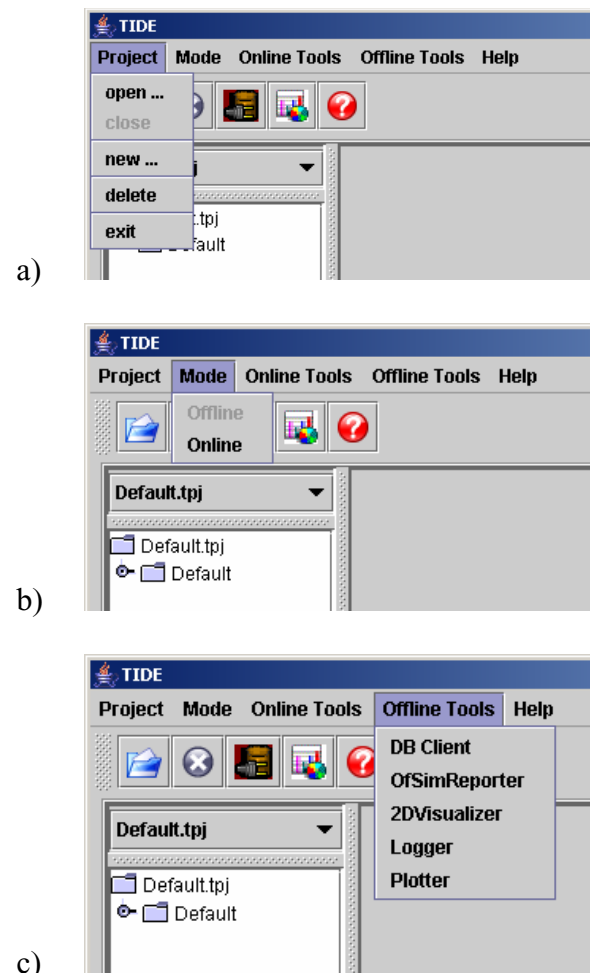 TIDE
Project Mode Online Tools Offline Tools Help
open ...
close
new ...
delete
.tpj
exit
Default
a)
TIDE
Project Mode Online Tools Offline Tools Help
Offline
Online
Default.tpj
Default.tpj
Default
b)
TIDE
Project Mode Online Tools Offline Tools Help
DB Client
OfSimReporter
2DVisualizer
Default.tpj
Logger
Plotter
Default.tpj
Default
c)